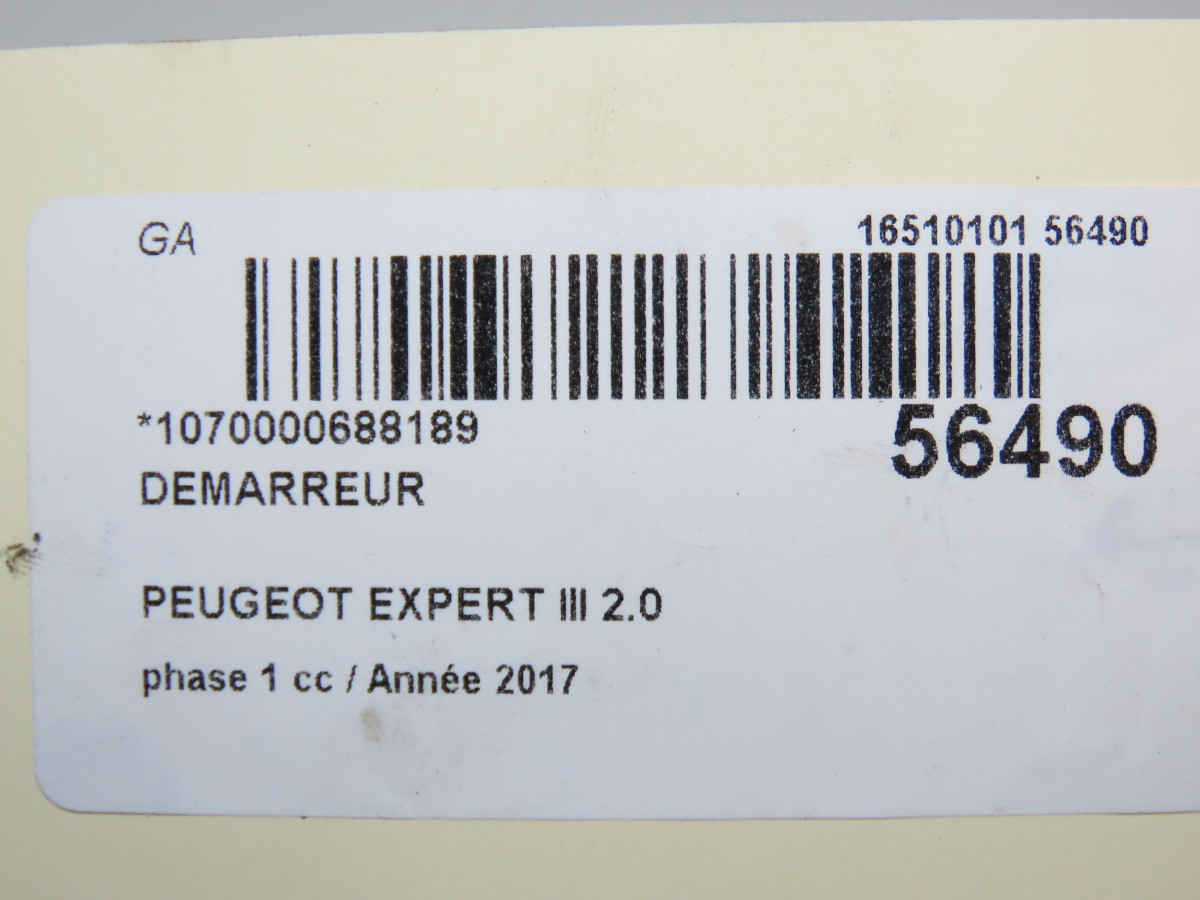 GA
16510101 56490
*1070000688189
56490
DEMARREUR
PEUGEOT EXPERT III 2.0
phase 1 cc / Année 2017